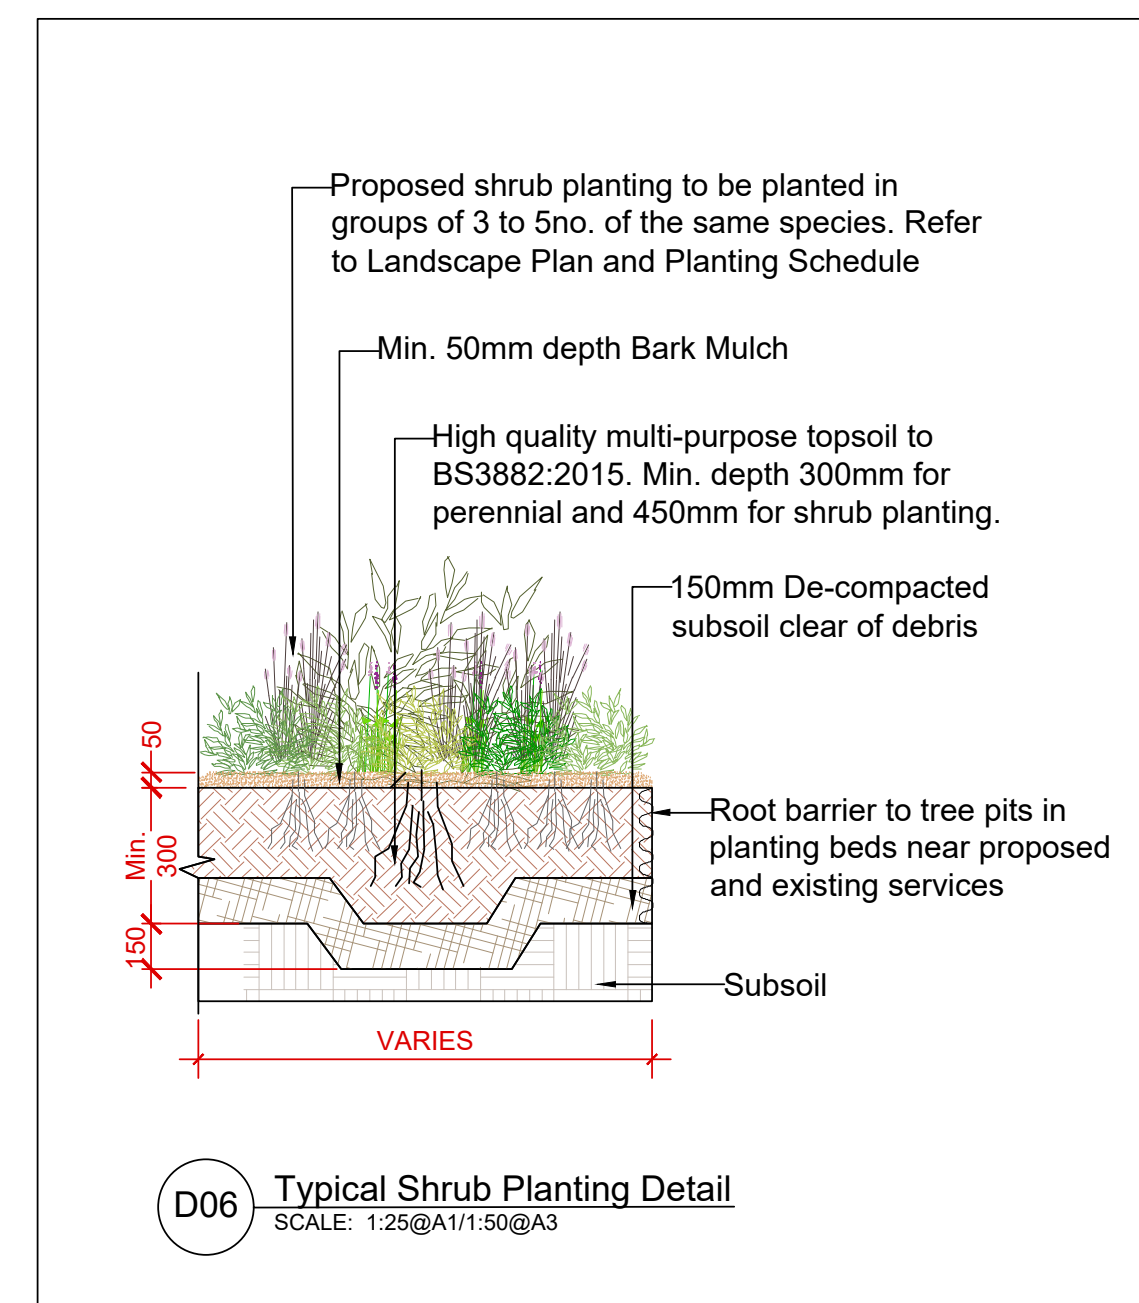 Proposed shrub planting to be planted in
groups of 3 to 5no. of the same species. Refer
to Landscape Plan and Planting Schedule
Min. 50mm depth Bark Mulch
High quality multi-purpose topsoil to
BS3882:2015. Min. depth 300mm for
perennial and 450mm for shrub planting.
150mm De-compacted
subsoil clear of debris
50
Min.
300
150
Root barrier to tree pits in
planting beds near proposed
and existing services
Subsoil
VARIES
D06
Typical Shrub Planting Detail
SCALE: 1:25@A1/1:50@A3